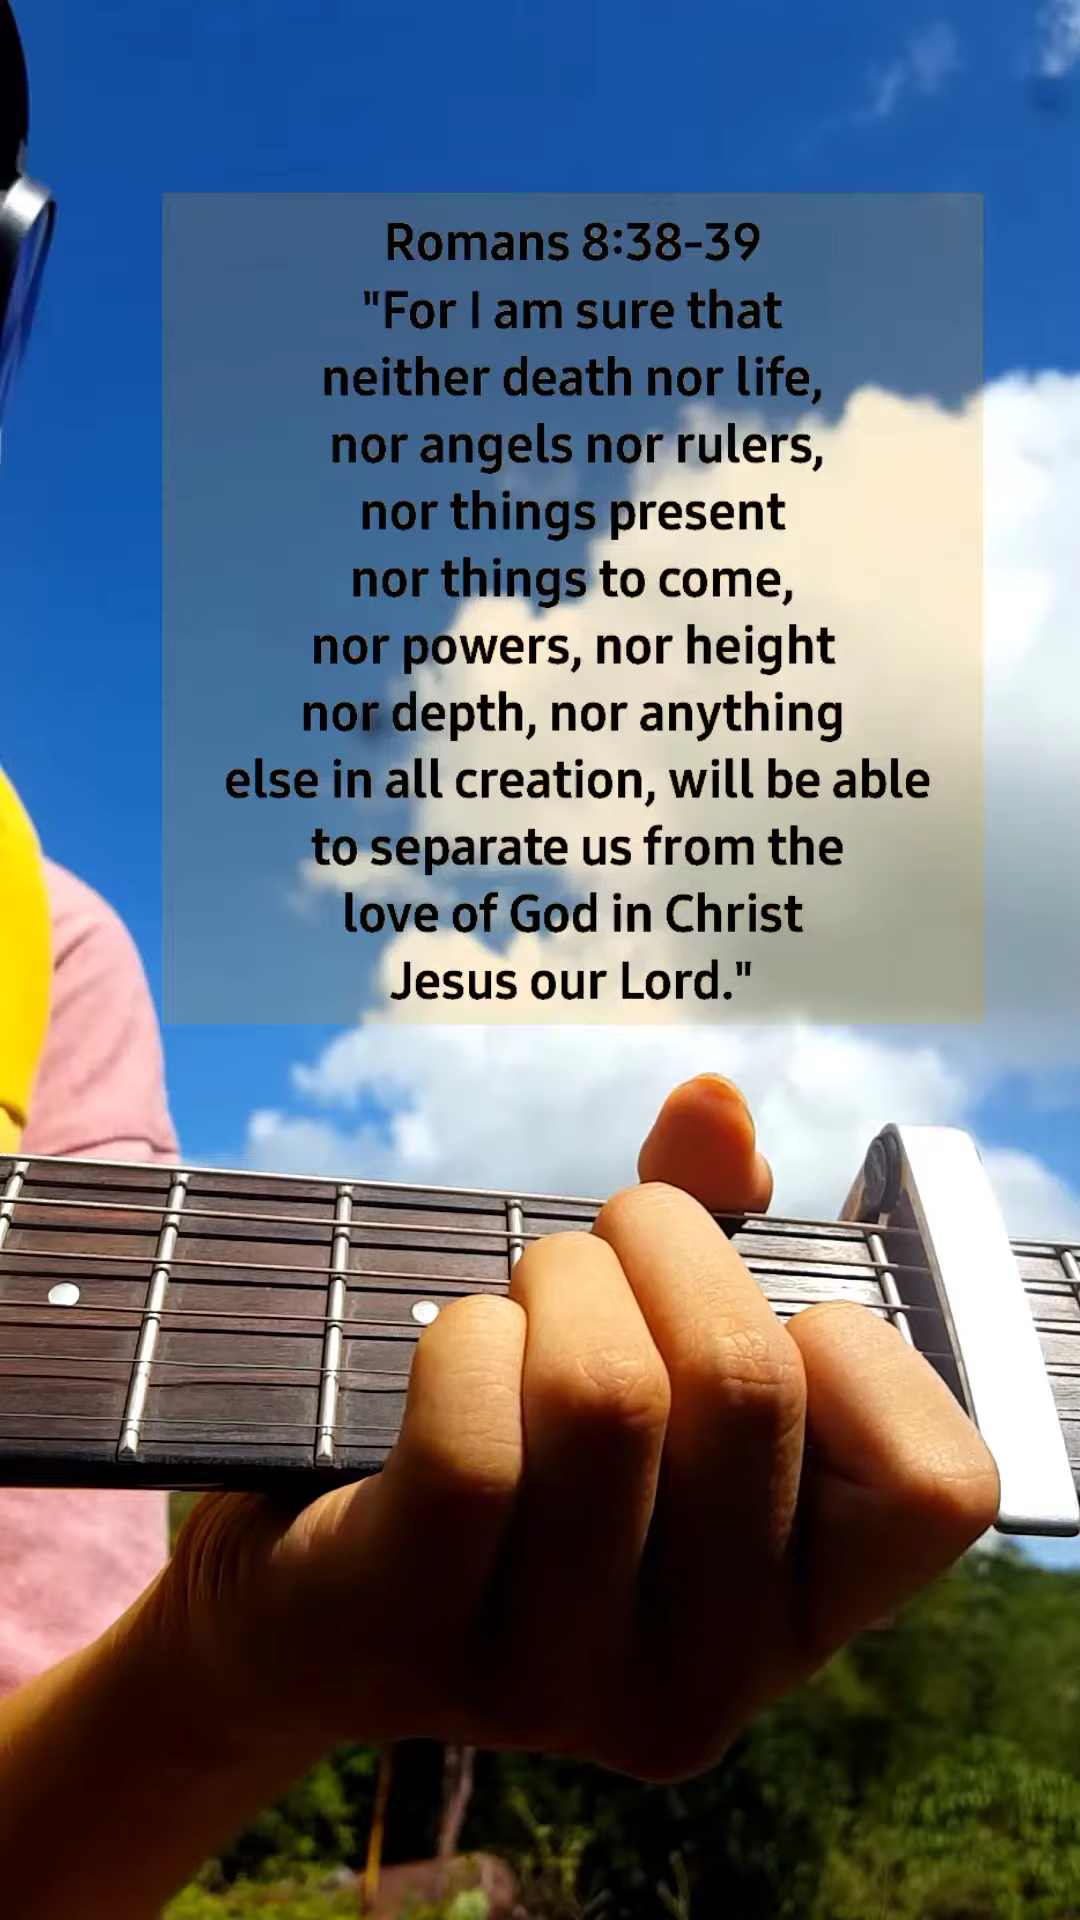 Romans 8:38-39
"For I am sure that
neither death nor life,
nor angels nor rulers,
nor things present
nor things to come,
nor powers, nor height
nor depth, nor anything
else in all creation, will be able
to separate us from the
love of God in Christ
Jesus our Lord."